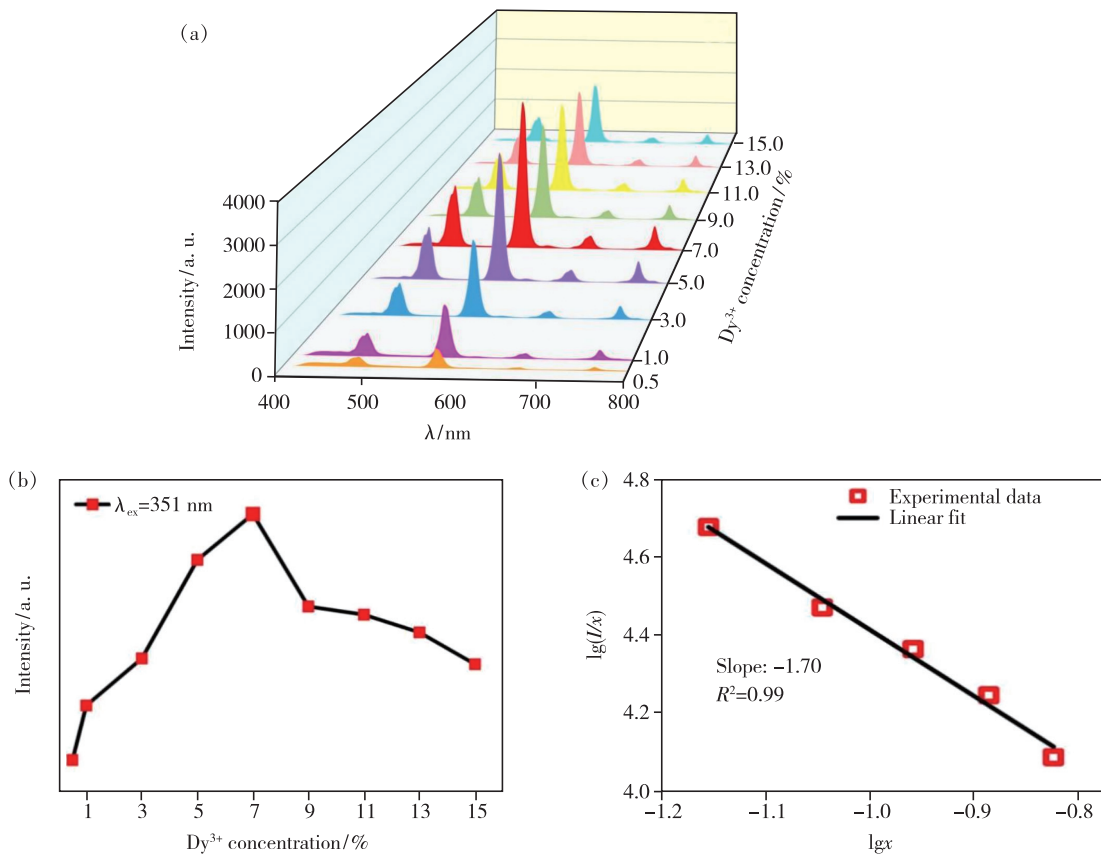 (a)
4000
3000
2000
1000
0
Intensity/a. u.
400
500
600
700
800
λ/nm
15.0
13.0
11.0
9.0
7.0
5.0
3.0
1.0
0.5
Dy³⁺ concentration/%
(b)
λex=351 nm
Intensity/a. u.
1
3
5
7
9
11
13
15
Dy³⁺ concentration/%
(c)
4.8
4.6
4.4
4.2
4.0
lg(I/x)
Experimental data
Linear fit
Slope: −1.70
R²=0.99
−1.2
−1.1
−1.0
−0.9
−0.8
lgx